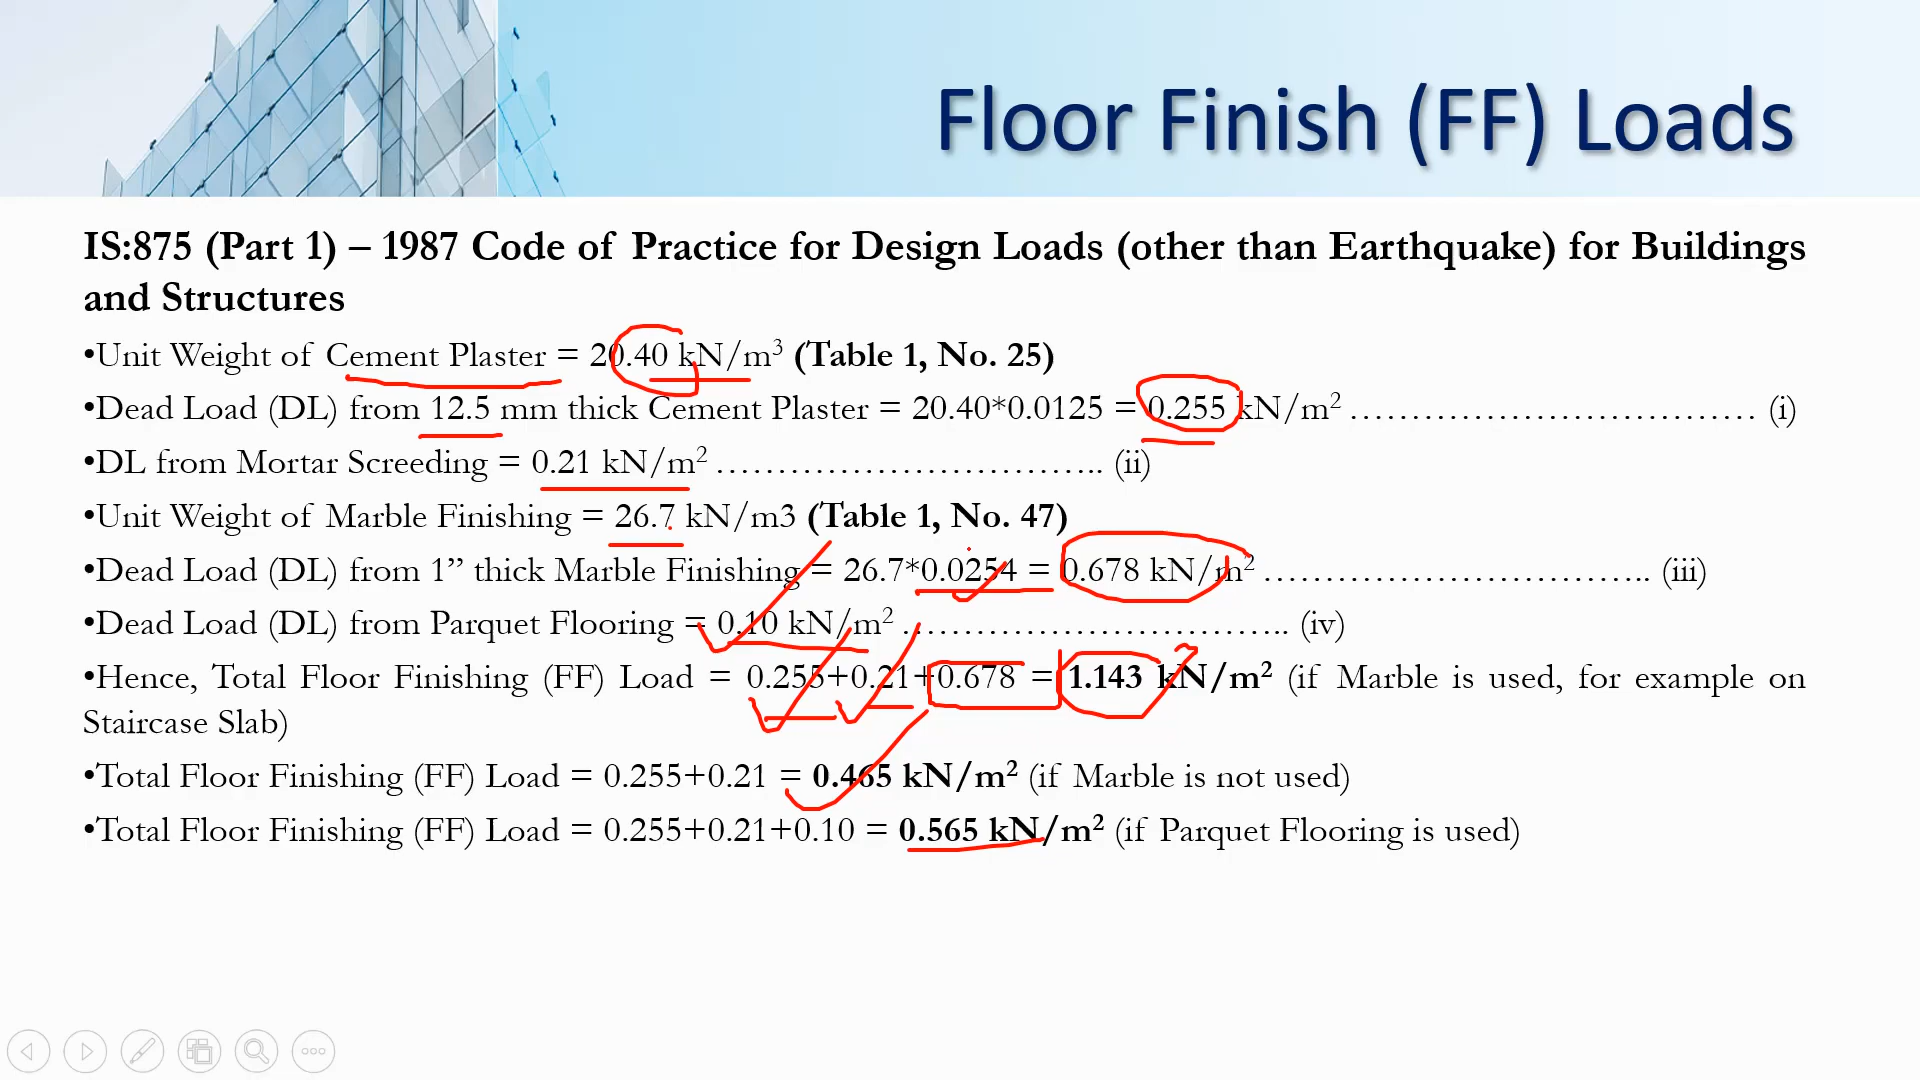 Floor Finish (FF) Loads
IS:875 (Part 1) – 1987 Code of Practice for Design Loads (other than Earthquake) for Buildings
and Structures
•Unit Weight of Cement Plaster = 20.40 kN/m³ (Table 1, No. 25)
•Dead Load (DL) from 12.5 mm thick Cement Plaster = 20.40*0.0125 = 0.255 kN/m² …………………………… (i)
•DL from Mortar Screeding = 0.21 kN/m² ………………………….. (ii)
•Unit Weight of Marble Finishing = 26.7 kN/m3 (Table 1, No. 47)
•Dead Load (DL) from 1” thick Marble Finishing = 26.7*0.0254 = 0.678 kN/m² ………………………….. (iii)
•Dead Load (DL) from Parquet Flooring = 0.10 kN/m² ………………………….. (iv)
•Hence, Total Floor Finishing (FF) Load = 0.255+0.21+0.678 = 1.143 kN/m² (if Marble is used, for example on
Staircase Slab)
•Total Floor Finishing (FF) Load = 0.255+0.21 = 0.465 kN/m² (if Marble is not used)
•Total Floor Finishing (FF) Load = 0.255+0.21+0.10 = 0.565 kN/m² (if Parquet Flooring is used)